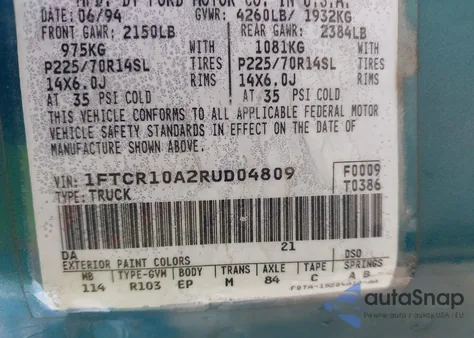 MFD. BY FORD MOTOR CO. IN U.S.A.
DATE: 06/94 GVWR: 4260LB/ 1932KG
FRONT GAWR: 2150LB REAR GAWR: 2384LB
975KG WITH 1081KG WITH
P225/70R14SL TIRES P225/70R14SL TIRES
14X6.0J RIMS 14X6.0J RIMS
AT 35 PSI COLD AT 35 PSI COLD
THIS VEHICLE CONFORMS TO ALL APPLICABLE FEDERAL MOTOR
VEHICLE SAFETY STANDARDS IN EFFECT ON THE DATE OF
MANUFACTURE SHOWN ABOVE.
VIN: 1FTCR10A2RUD04809 F0009
TYPE: TRUCK T0386
DA 21
EXTERIOR PAINT COLORS DSO
WB TYPE-GVM BODY TRANS AXLE TAPE SPRINGS
114 R103 EP M 84 C A B
autoSnap